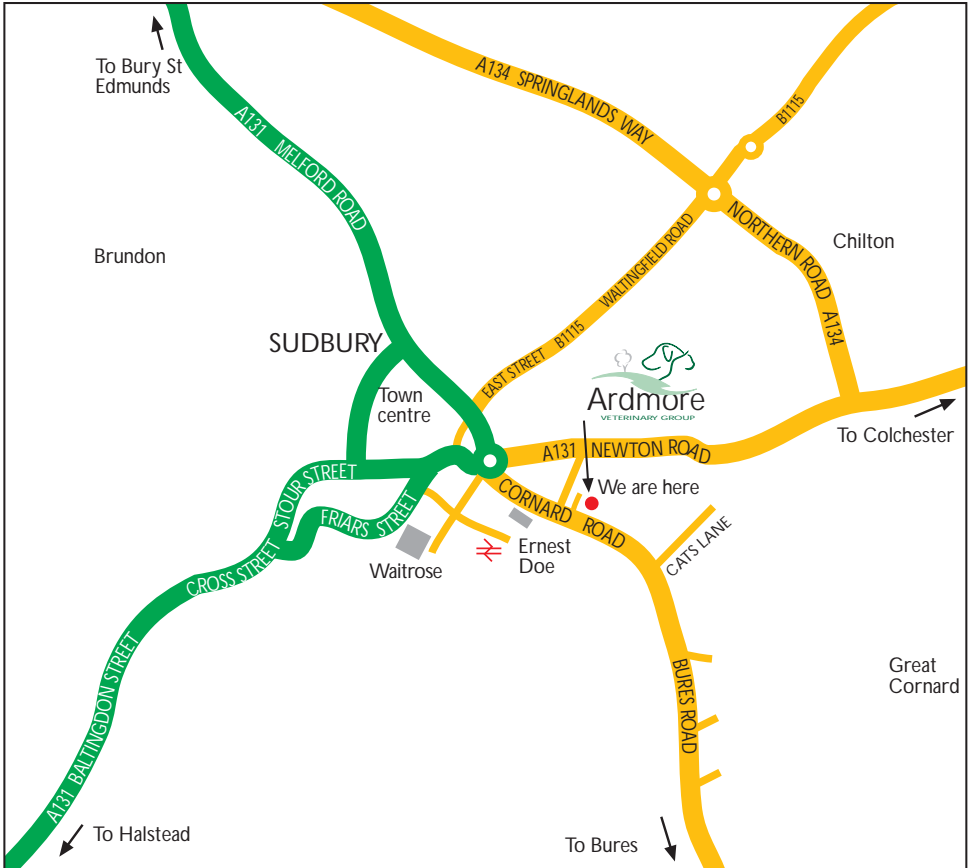 To Bury St
Edmunds
A134 SPRINGLANDS WAY
B1115
A131 MELFORD ROAD
WALTINGFIELD ROAD
NORTHERN ROAD A134
Chilton
Brundon
SUDBURY
EAST STREET B1115
Town
centre
Ardmore
VETERINARY GROUP
To Colchester
A131 NEWTON ROAD
We are here
STOUR STREET
FRIARS STREET
CORNARD ROAD
CATS LANE
Ernest
Doe
Waitrose
CROSS STREET
BURES ROAD
Great
Cornard
A131 BALTINGDON STREET
To Halstead
To Bures